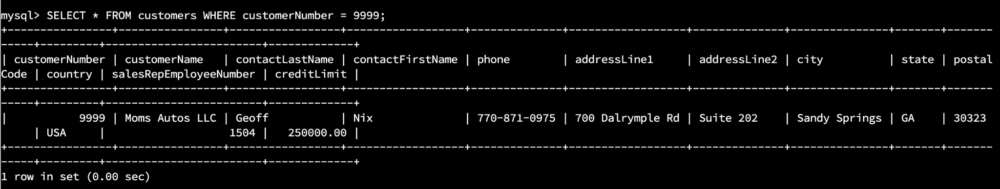 mysql> SELECT * FROM customers WHERE customerNumber = 9999;
+----------------+----------------+----------------+------------------+--------------+------------------+--------------+---------------+-------+-------
-----+---------+------------------------+-------------+
| customerNumber | customerName   | contactLastName | contactFirstName | phone        | addressLine1     | addressLine2 | city          | state | postal
Code | country | salesRepEmployeeNumber | creditLimit |
+----------------+----------------+----------------+------------------+--------------+------------------+--------------+---------------+-------+-------
-----+---------+------------------------+-------------+
|           9999 | Moms Autos LLC | Geoff           | Nix              | 770-871-0975 | 700 Dalrymple Rd | Suite 202    | Sandy Springs | GA    | 30323
     | USA     |                   1504 |   250000.00 |
+----------------+----------------+----------------+------------------+--------------+------------------+--------------+---------------+-------+-------
-----+---------+------------------------+-------------+
1 row in set (0.00 sec)